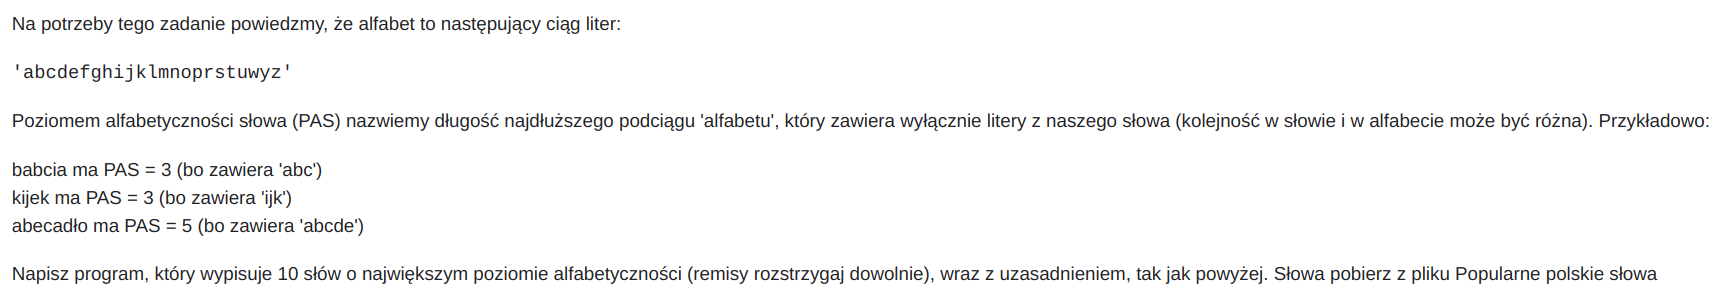 Na potrzeby tego zadanie powiedzmy, że alfabet to następujący ciąg liter:
'abcdefghijklmnoprstuwyz'
Poziomem alfabetyczności słowa (PAS) nazwiemy długość najdłuższego podciągu 'alfabetu', który zawiera wyłącznie litery z naszego słowa (kolejność w słowie i w alfabecie może być różna). Przykładowo:
babcia ma PAS = 3 (bo zawiera 'abc')
kijek ma PAS = 3 (bo zawiera 'ijk')
abecadło ma PAS = 5 (bo zawiera 'abcde')
Napisz program, który wypisuje 10 słów o największym poziomie alfabetyczności (remisy rozstrzygaj dowolnie), wraz z uzasadnieniem, tak jak powyżej. Słowa pobierz z pliku Popularne polskie słowa